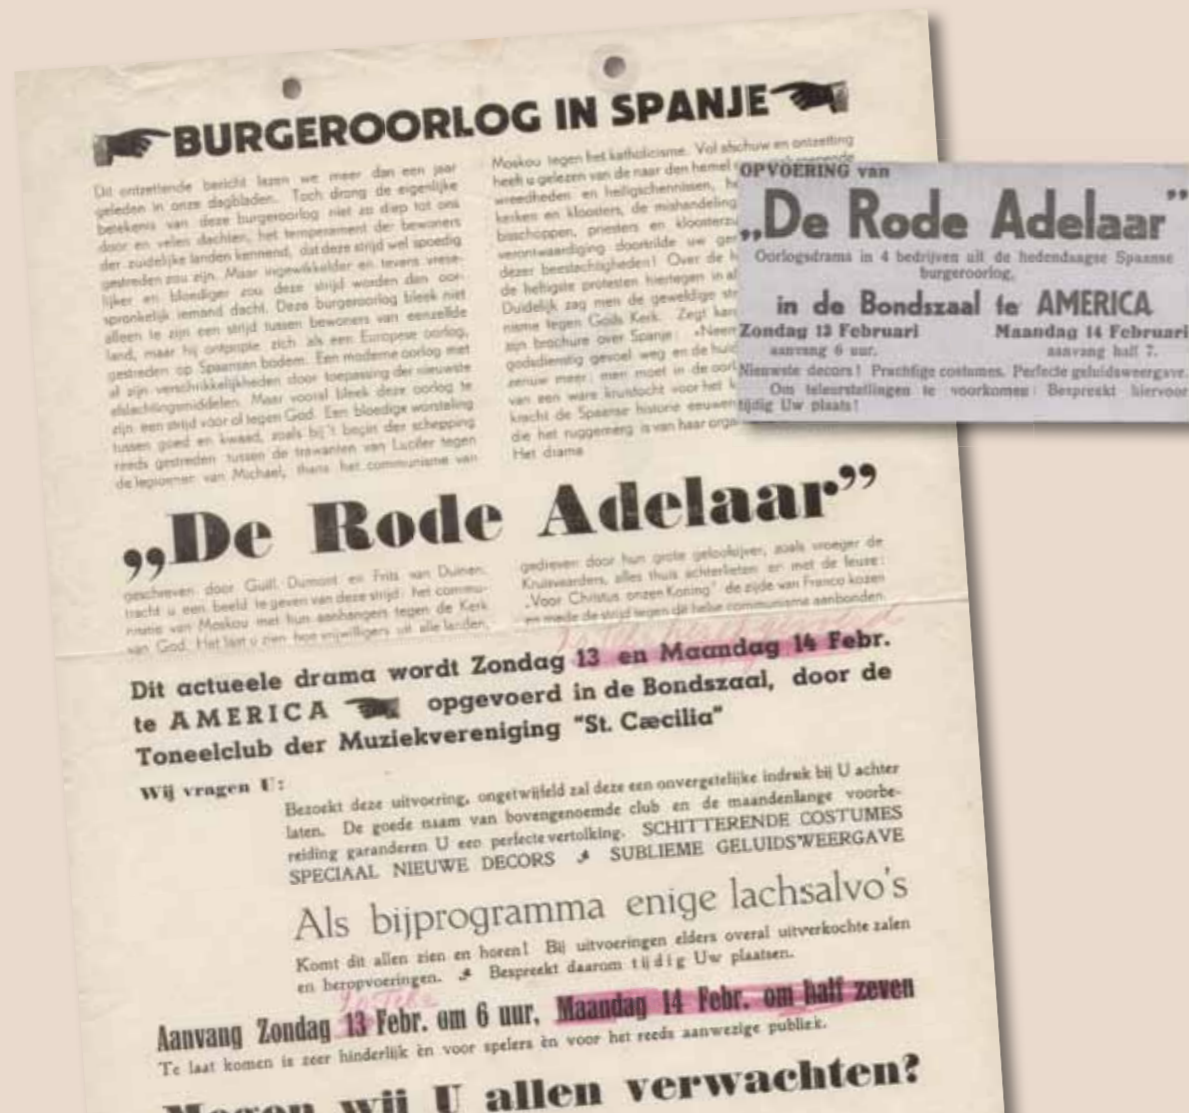 BURGEROORLOG IN SPANJE
Dit ontzettende bericht lazen we meer dan een jaar
geleden in onze dagbladen. Toch drong de eigenlijke
betekenis van deze burgeroorlog niet zo diep tot ons
door en velen dachten, het temperament der bewoners
der zuidelijke landen kennend, dat deze strijd wel spoedig
gestreden zou zijn. Maar ingewikkelder en tevens vrese-
lijker en bloediger zou deze strijd worden dan oor-
spronkelijk iemand dacht. Deze burgeroorlog bleek niet
alleen te zijn een strijd tussen bewoners van eenzelfde
land, maar hij ontpopte zich als een Europese oorlog,
gestreden op Spaansen bodem. Een moderne oorlog met
al zijn verschrikkelijkheden door toepassing der nieuwste
afslachtingsmiddelen. Maar vooral bleek deze oorlog te
zijn een strijd vóór of tegen God. Een bloedige worsteling
tussen goed en kwaad, zoals bij 't begin der schepping
reeds gestreden tussen de trawanten van Lucifer tegen
de legioenen van Michael, thans het communisme van
Moskou tegen het katholicisme. Vol afschuw en ontzetting
heeft u gelezen van de naar den hemel
wreedheden en heiligschennissen,
kerken en kloosters, de mishandeling
bisschoppen, priesters en
verontwaardiging doortrilde uw
dezer beestachtigheden! Over de
de heftigste protesten hiertegen in
Duidelijk zag men de geweldige
nisme tegen Gods Kerk. Zegt
zijn brochure over Spanje: „Neem
godsdienstig gevoel weg en de
zenuw meer; men moet in de
van een ware kruistocht voor het
kracht de Spaanse historie
die het ruggemerg is van haar
Het drama
„De Rode Adelaar”
geschreven door Guill. Dumont en Frits van Duinen,
tracht u een beeld te geven van deze strijd: het commu-
nisme van Moskou met hun aanhangers tegen de Kerk
van God. Het laat u zien hoe vrijwilligers uit alle landen,
gedreven door hun grote geloofsijver, zoals vroeger de
Kruisvaarders, alles thuis achterlieten en met de leuze:
„Voor Christus onzen Koning” de zijde van Franco kozen
en mede de strijd tegen dit helse communisme aanbonden.
Dit actueele drama wordt Zondag 13 en Maandag 14 Febr.
te AMERICA opgevoerd in de Bondszaal, door de
Toneelclub der Muziekvereniging "St. Cæcilia"
Wij vragen U:
Bezoekt deze uitvoering, ongetwijfeld zal deze een onvergetelijke indruk bij U achter
laten. De goede naam van bovengenoemde club en de maandenlange voorbe-
reiding garanderen U een perfecte vertolking. SCHITTERENDE COSTUMES
SPECIAAL NIEUWE DECORS SUBLIEME GELUIDSWEERGAVE
Als bijprogramma enige lachsalvo's
Komt dit allen zien en horen! Bij uitvoeringen elders overal uitverkochte zalen
en heropvoeringen. Bespreekt daarom tijdig Uw plaatsen.
Aanvang Zondag 13 Febr. om 6 uur, Maandag 14 Febr. om half zeven
Te laat komen is zeer hinderlijk èn voor spelers èn voor het reeds aanwezige publiek.
Mogen wij U allen verwachten?
OPVOERING van
„De Rode Adelaar”
Oorlogsdrama in 4 bedrijven uit de hedendaagse Spaanse
burgeroorlog,
in de Bondszaal te AMERICA
Zondag 13 Februari Maandag 14 Februari
aanvang 6 uur. aanvang half 7.
Nieuwste decors! Prachtige costumes. Perfecte geluidsweergave.
Om teleurstellingen te voorkomen: Bespreekt hiervoor
tijdig Uw plaats!